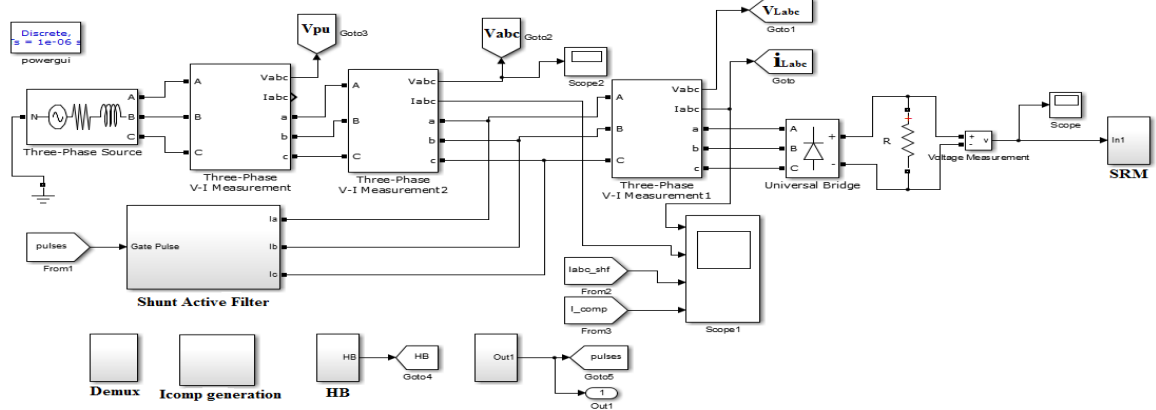 Discrete,
Ts = 1e-06 s
powergui
N
A
B
C
Three-Phase Source
A
B
C
Vabc
Iabc
a
b
c
Three-Phase
V-I Measurement
Vpu
Goto3
A
B
C
Vabc
Iabc
a
b
c
Three-Phase
V-I Measurement2
Vabc
Goto2
Scope2
A
B
C
Vabc
Iabc
a
b
c
Three-Phase
V-I Measurement1
VLabc
Goto1
iLabc
Goto
A
B
C
+
-
Universal Bridge
+
R
+
-
v
Voltage Measurement
Scope
In1
SRM
pulses
From1
Gate Pulse
Ia
Ib
Ic
Shunt Active Filter
Iabc_shf
From2
I_comp
From3
Scope1
Demux
Icomp generation
HB
HB
HB
Goto4
Out1
pulses
Goto5
1
Out1